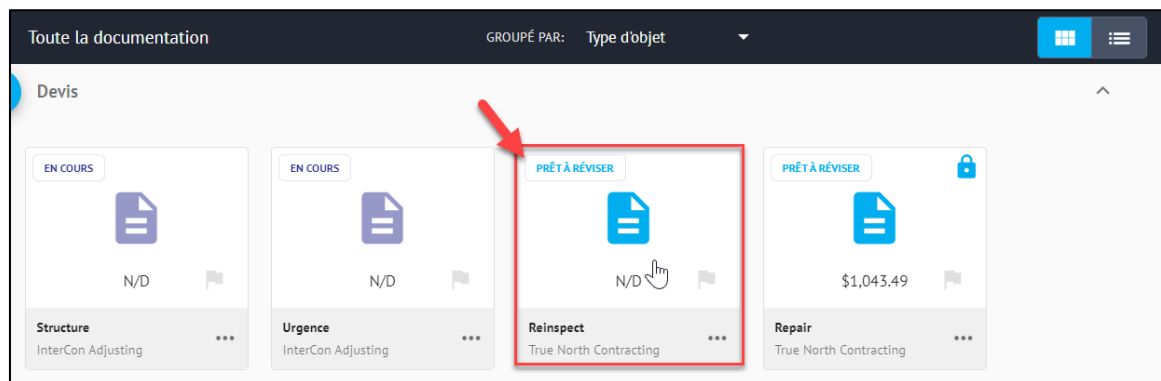 Toute la documentation GROUPÉ PAR: Type d'objet
Devis
EN COURS EN COURS PRÊT À RÉVISER PRÊT À RÉVISER
N/D N/D N/D $1,043.49
Structure Urgence Reinspect Repair
InterCon Adjusting InterCon Adjusting True North Contracting True North Contracting